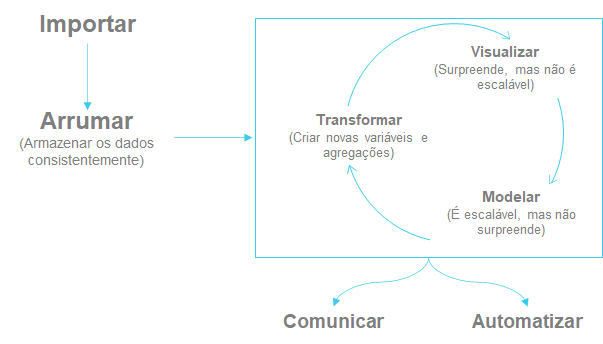 Importar
Arrumar
(Armazenar os dados
consistentemente)
Visualizar
(Surpreende, mas não é
escalável)
Transformar
(Criar novas variáveis e
agregações)
Modelar
(É escalável, mas não
surpreende)
Comunicar
Automatizar